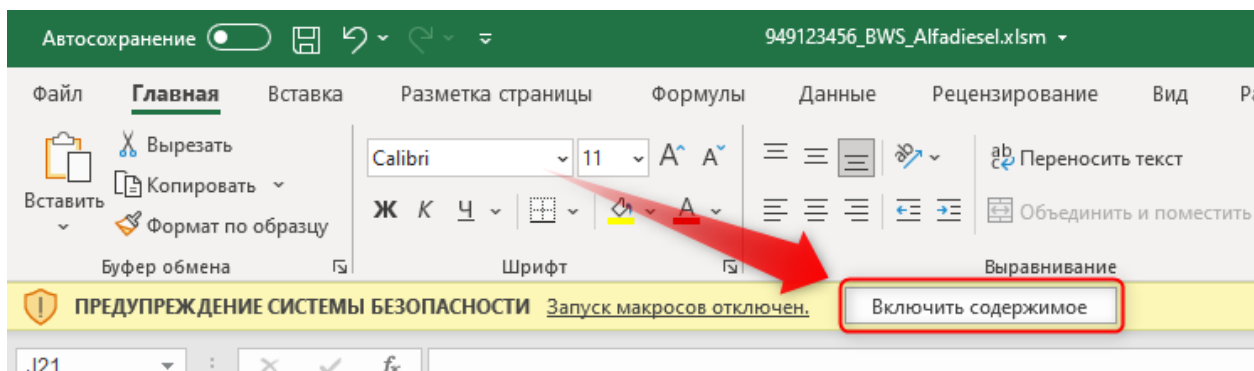 Автосохранение 949123456_BWS_Alfadiesel.xlsm
Файл Главная Вставка Разметка страницы Формулы Данные Рецензирование Вид
Вырезать
Calibri 11 А А ab Переносить текст
Копировать
Вставить
Ж К Ч А Объединить и поместить
Формат по образцу
Буфер обмена Шрифт Выравнивание
ПРЕДУПРЕЖДЕНИЕ СИСТЕМЫ БЕЗОПАСНОСТИ Запуск макросов отключен. Включить содержимое
J21 fx